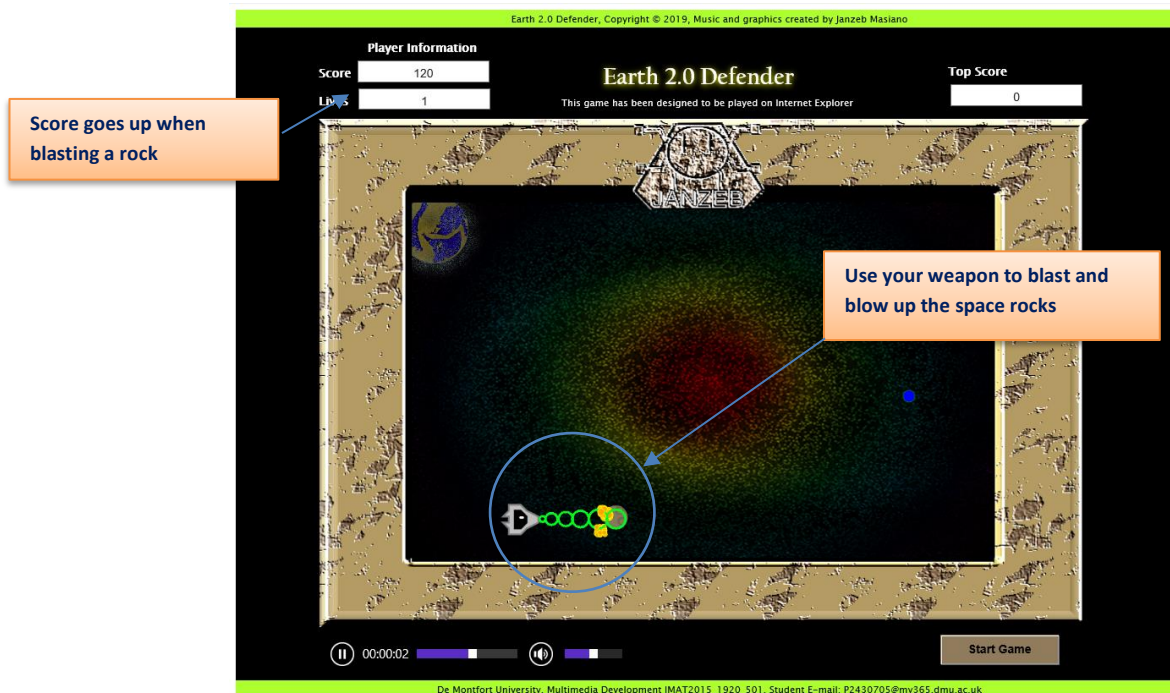 Earth 2.0 Defender, Copyright © 2019, Music and graphics created by Janzeb Masiano
Player Information
Score 120
Lives 1
Earth 2.0 Defender
This game has been designed to be played on Internet Explorer
Top Score
0
Score goes up when
blasting a rock
JANZEB
Use your weapon to blast and
blow up the space rocks
00:00:02
Start Game
De Montfort University, Multimedia Development IMAT2015_1920_501, Student E-mail: P2430705@my365.dmu.ac.uk